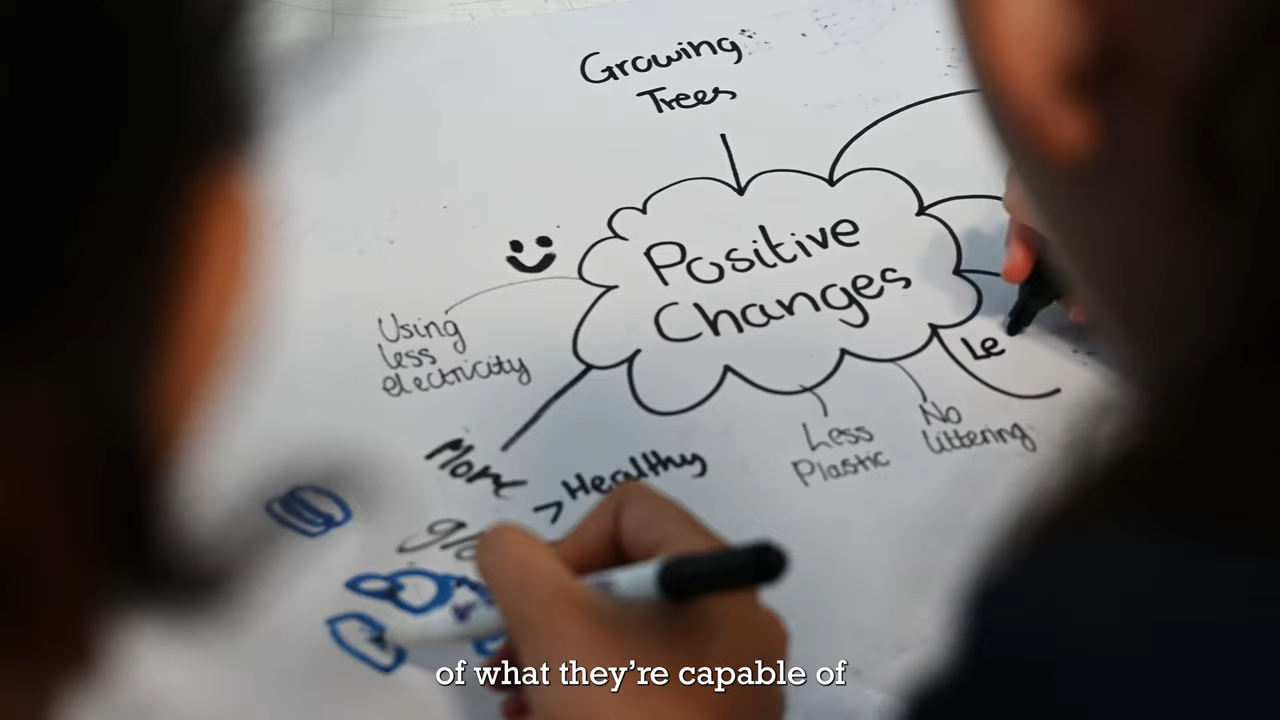 Growing
Trees
Positive
Changes
Using
less
electricity
Le
No
littering
Less
Plastic
More
> Healthy
of what they're capable of